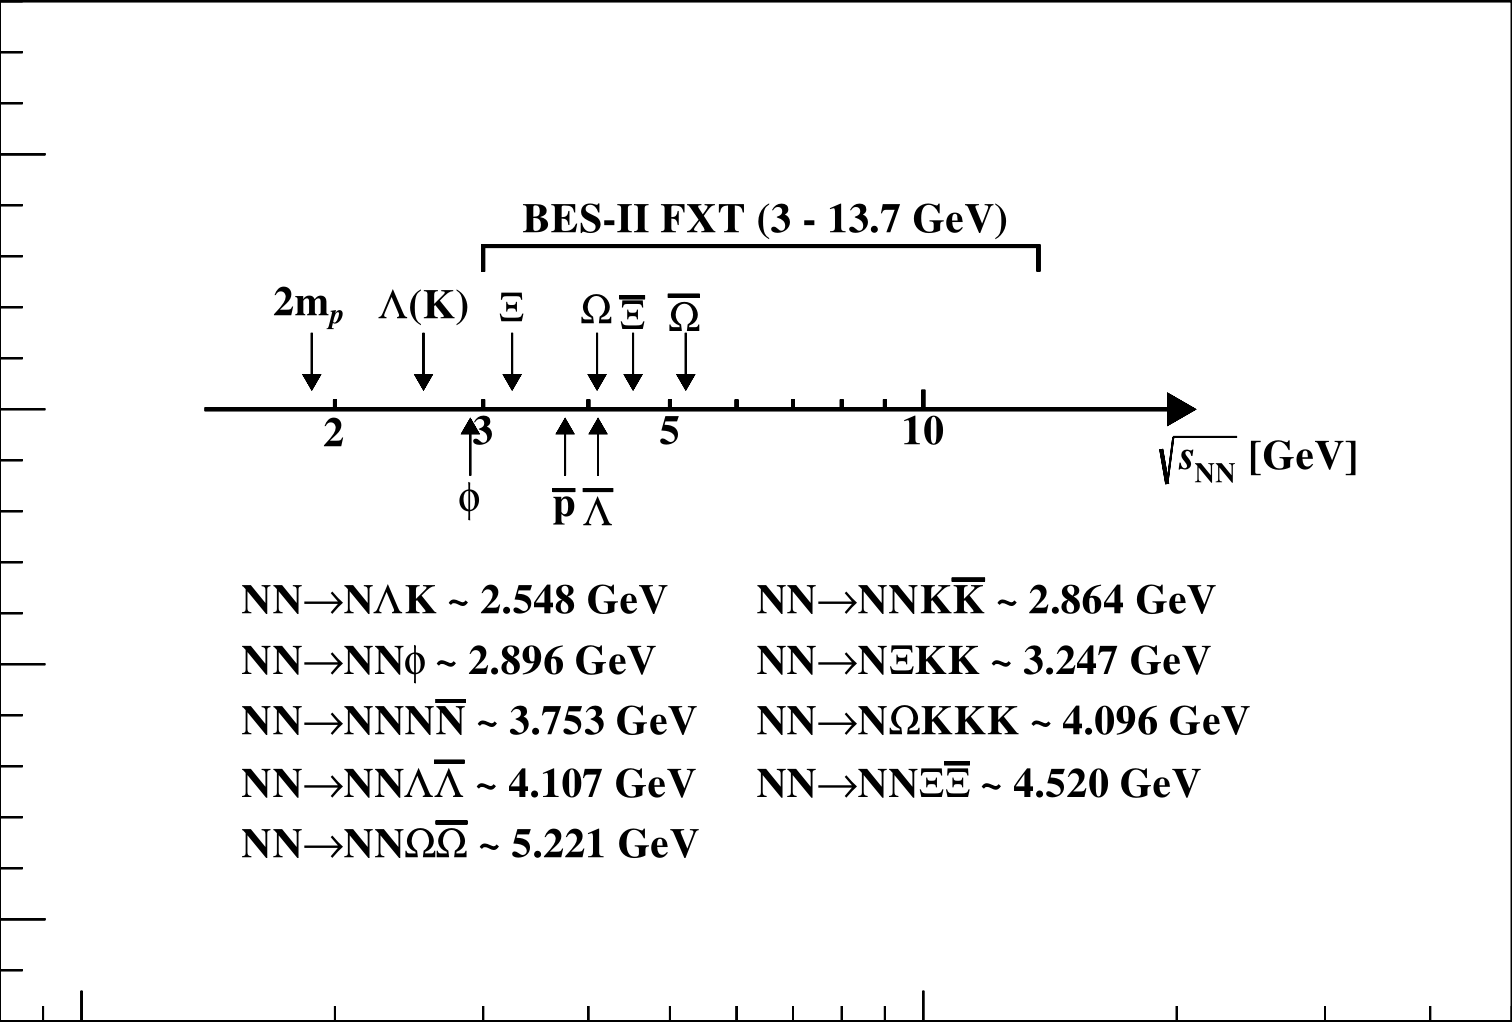 BES-II FXT (3 - 13.7 GeV)
2mₚ Λ(K) Ξ Ω Ξ̅ Ω̅
2 3 5 10
√s_NN [GeV]
ϕ p̅ Λ̅
NN→NΛK ~ 2.548 GeV
NN→NNKK̅ ~ 2.864 GeV
NN→NNϕ ~ 2.896 GeV
NN→NΞKK ~ 3.247 GeV
NN→NNNN̅ ~ 3.753 GeV
NN→NΩKKK ~ 4.096 GeV
NN→NNΛΛ̅ ~ 4.107 GeV
NN→NNΞΞ̅ ~ 4.520 GeV
NN→NNΩΩ̅ ~ 5.221 GeV